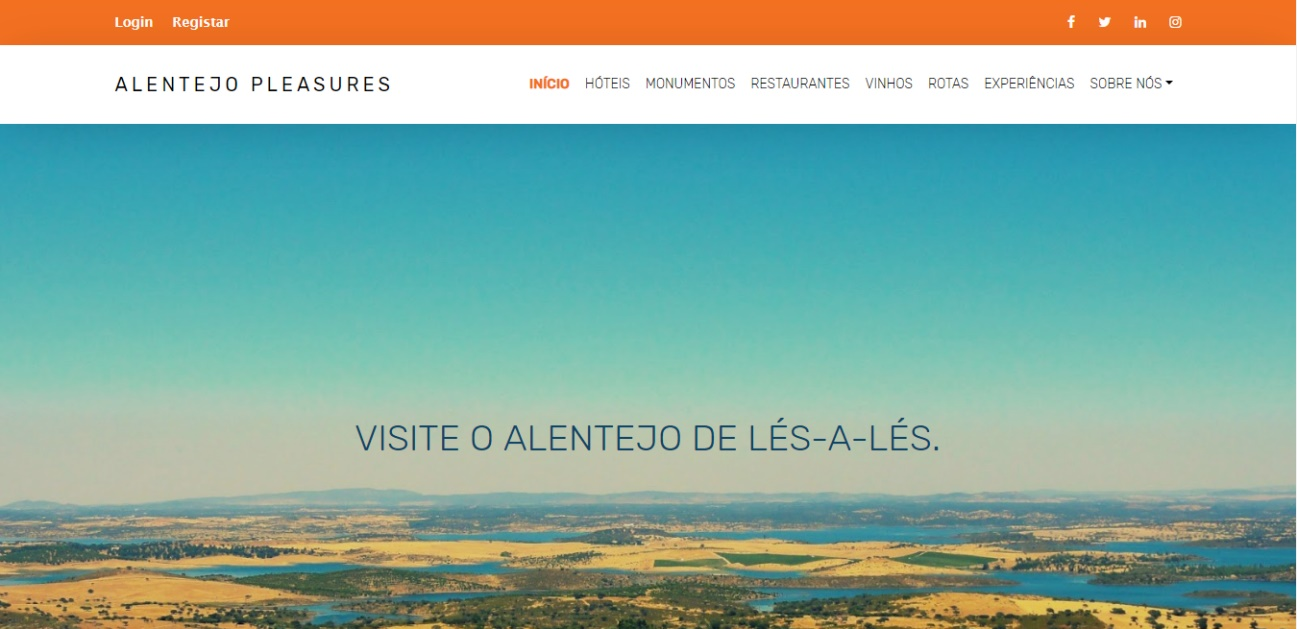 Login Registar
ALENTEJO PLEASURES
INÍCIO HÓTEIS MONUMENTOS RESTAURANTES VINHOS ROTAS EXPERIÊNCIAS SOBRE NÓS
VISITE O ALENTEJO DE LÉS-A-LÉS.